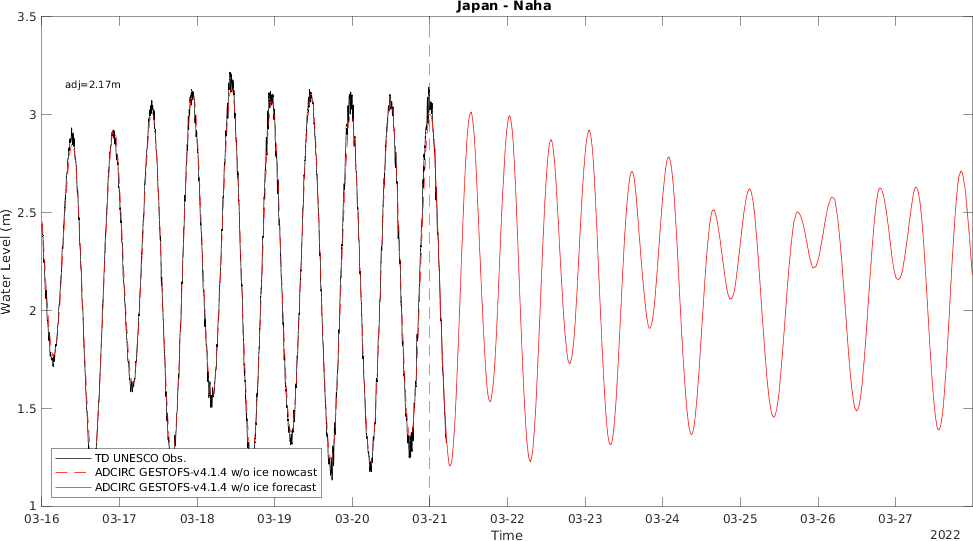 Japan - Naha
3.5
adj=2.17m
3
2.5
Water Level (m)
2
1.5
TD UNESCO Obs.
ADCIRC GESTOFS-v4.1.4 w/o ice nowcast
ADCIRC GESTOFS-v4.1.4 w/o ice forecast
1
03-16 03-17 03-18 03-19 03-20 03-21 03-22 03-23 03-24 03-25 03-26 03-27
Time
2022